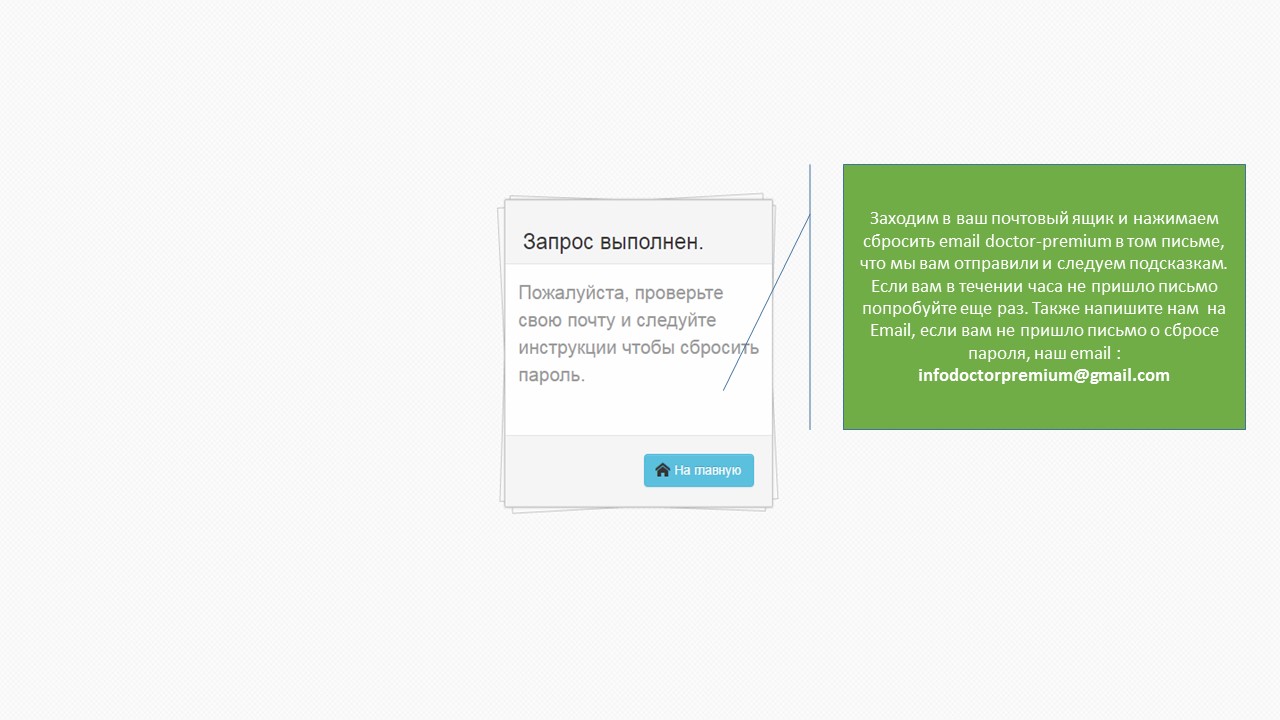 Запрос выполнен.
Пожалуйста, проверьте
свою почту и следуйте
инструкции чтобы сбросить
пароль.
На главную
Заходим в ваш почтовый ящик и нажимаем
сбросить email doctor-premium в том письме,
что мы вам отправили и следуем подсказкам.
Если вам в течении часа не пришло письмо
попробуйте еще раз. Также напишите нам  на
Email, если вам не пришло письмо о сбросе
пароля, наш email :
infodoctorpremium@gmail.com